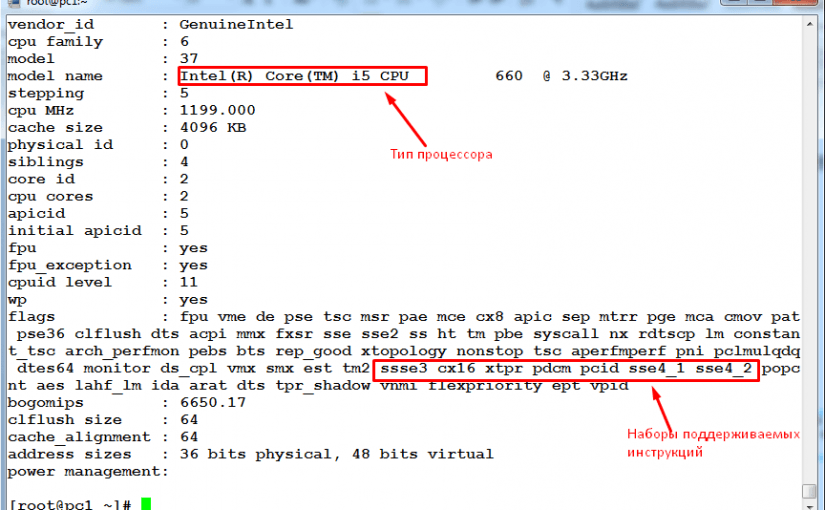 root@pc1:~
vendor_id : GenuineIntel
cpu family : 6
model : 37
model name : Intel(R) Core(TM) i5 CPU 660 @ 3.33GHz
stepping : 5
cpu MHz : 1199.000
cache size : 4096 KB
physical id : 0
Тип процессора
siblings : 4
core id : 2
cpu cores : 2
apicid : 5
initial apicid : 5
fpu : yes
fpu_exception : yes
cpuid level : 11
wp : yes
flags : fpu vme de pse tsc msr pae mce cx8 apic sep mtrr pge mca cmov pat
pse36 clflush dts acpi mmx fxsr sse sse2 ss ht tm pbe syscall nx rdtscp lm constan
t_tsc arch_perfmon pebs bts rep_good xtopology nonstop_tsc aperfmperf pni pclmulqdq
dtes64 monitor ds_cpl vmx smx est tm2 ssse3 cx16 xtpr pdcm pcid sse4_1 sse4_2 popc
nt aes lahf_lm ida arat dts tpr_shadow vnmi flexpriority ept vpid
bogomips : 6650.17
clflush size : 64
cache_alignment : 64
address sizes : 36 bits physical, 48 bits virtual
power management:
Наборы поддерживаемых
инструкций
[root@pc1 ~]#